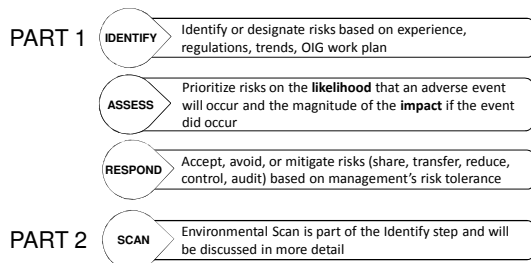 PART 1
IDENTIFY
Identify or designate risks based on experience,
regulations, trends, OIG work plan
ASSESS
Prioritize risks on the likelihood that an adverse event
will occur and the magnitude of the impact if the event
did occur
RESPOND
Accept, avoid, or mitigate risks (share, transfer, reduce,
control, audit) based on management's risk tolerance
PART 2
SCAN
Environmental Scan is part of the Identify step and will
be discussed in more detail